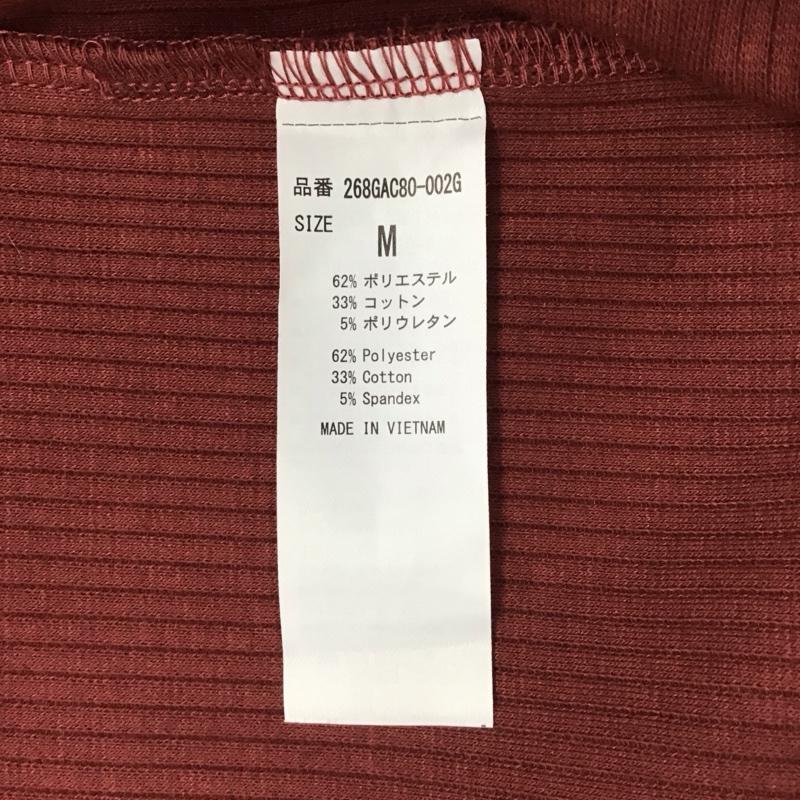 品番 268GAC80-002G
SIZE
M
62% ポリエステル
33% コットン
5% ポリウレタン
62% Polyester
33% Cotton
5% Spandex
MADE IN VIETNAM